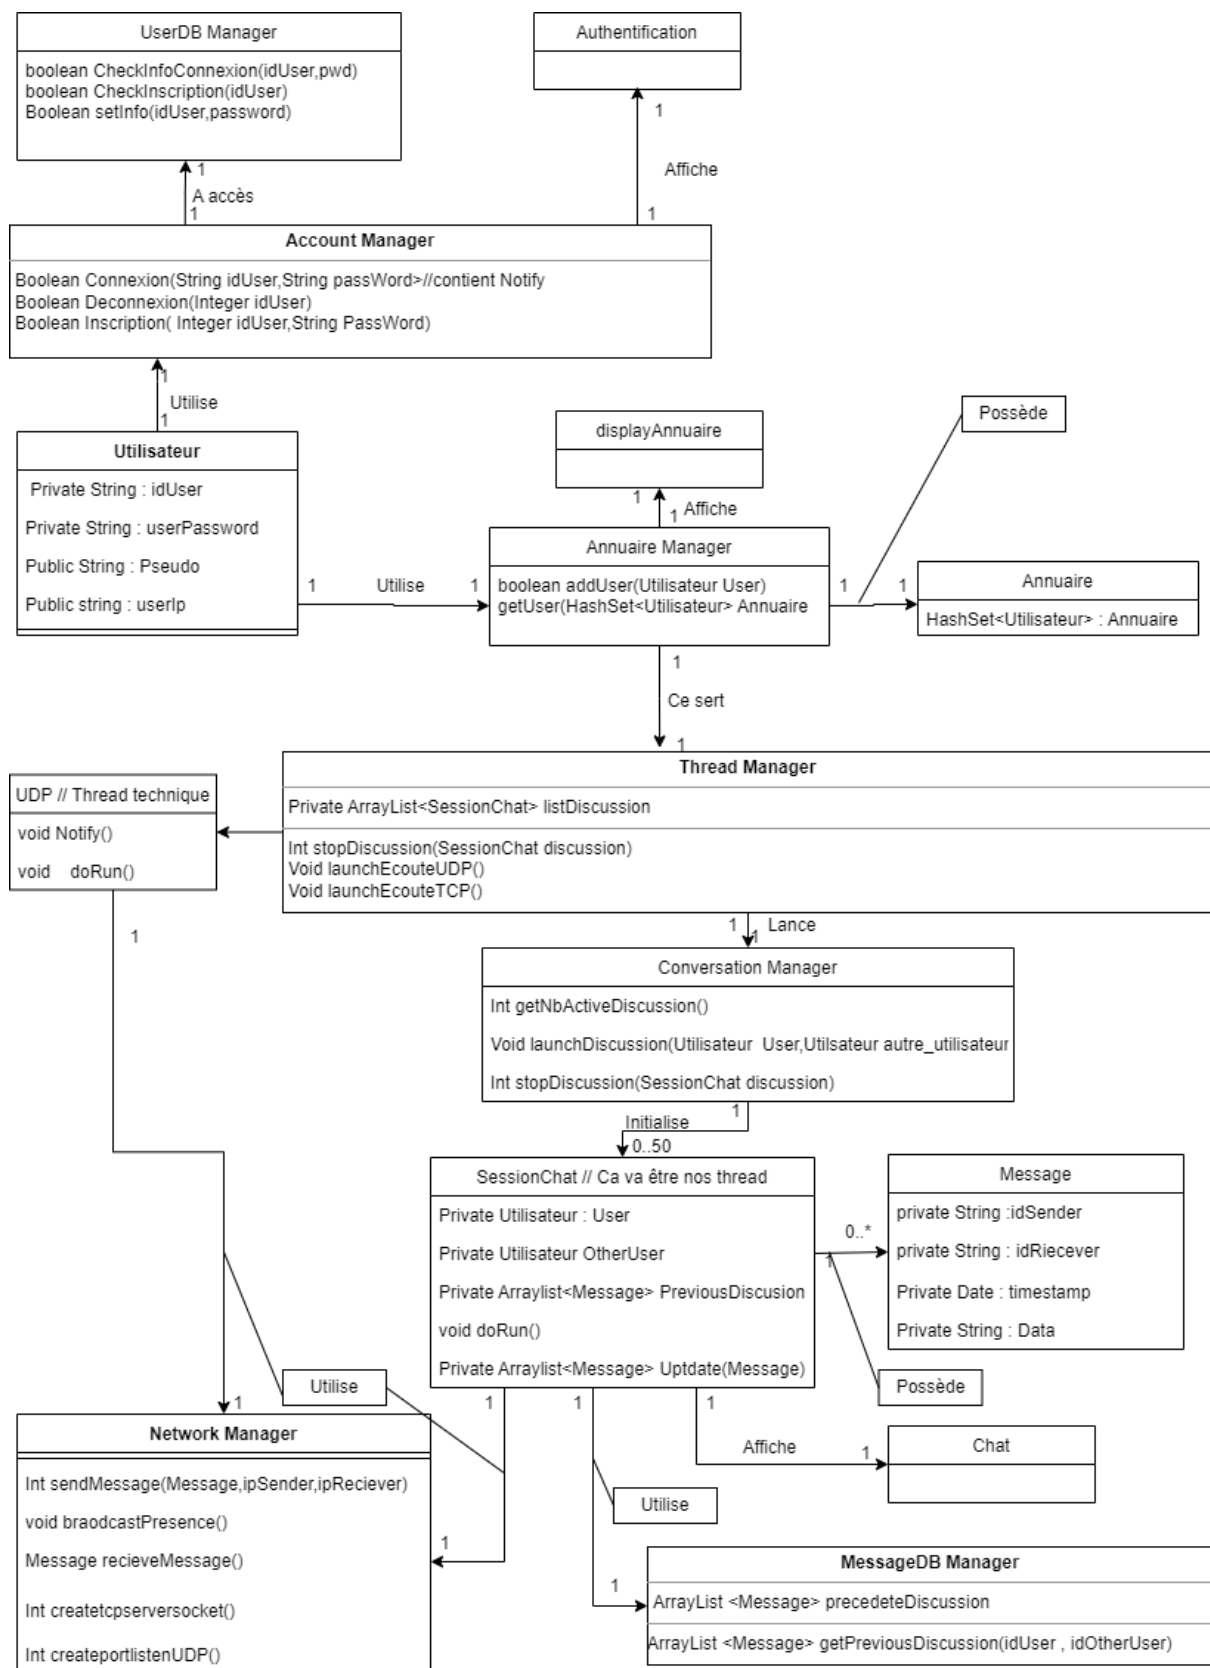 UserDB Manager
boolean CheckInfoConnexion(idUser,pwd)
boolean CheckInscription(idUser)
Boolean setInfo(idUser,password)
Authentification
1
1
Affiche
A accès
1
1
Account Manager
Boolean Connexion(String idUser,String passWord>//contient Notify
Boolean Deconnexion(Integer idUser)
Boolean Inscription( Integer idUser,String PassWord)
1
Utilise
1
Utilisateur
Private String : idUser
Private String : userPassword
Public String : Pseudo
Public string : userIp
displayAnnuaire
Possède
1
Affiche
1
Annuaire Manager
boolean addUser(Utilisateur User)
getUser(HashSet<Utilisateur> Annuaire
1
Utilise
1
1
1
Annuaire
HashSet<Utilisateur> : Annuaire
1
Ce sert
1
Thread Manager
Private ArrayList<SessionChat> listDiscussion
Int stopDiscussion(SessionChat discussion)
Void launchEcouteUDP()
Void launchEcouteTCP()
UDP // Thread technique
void Notify()
void doRun()
1
1
Lance
1
Conversation Manager
Int getNbActiveDiscussion()
Void launchDiscussion(Utilisateur User,Utilsateur autre_utilisateur
Int stopDiscussion(SessionChat discussion)
1
Initialise
0..50
SessionChat // Ca va être nos thread
Private Utilisateur : User
Private Utilisateur OtherUser
Private Arraylist<Message> PreviousDiscusion
void doRun()
Private Arraylist<Message> Uptdate(Message)
0..*
1
Message
private String :idSender
private String : idRiecever
Private Date : timestamp
Private String : Data
Possède
Utilise
1
1
1
1
Network Manager
Int sendMessage(Message,ipSender,ipReciever)
void braodcastPresence()
Message recieveMessage()
Int createtcpserversocket()
Int createportlistenUDP()
1
Affiche
1
Chat
Utilise
1
MessageDB Manager
ArrayList <Message> precedeteDiscussion
ArrayList <Message> getPreviousDiscussion(idUser , idOtherUser)